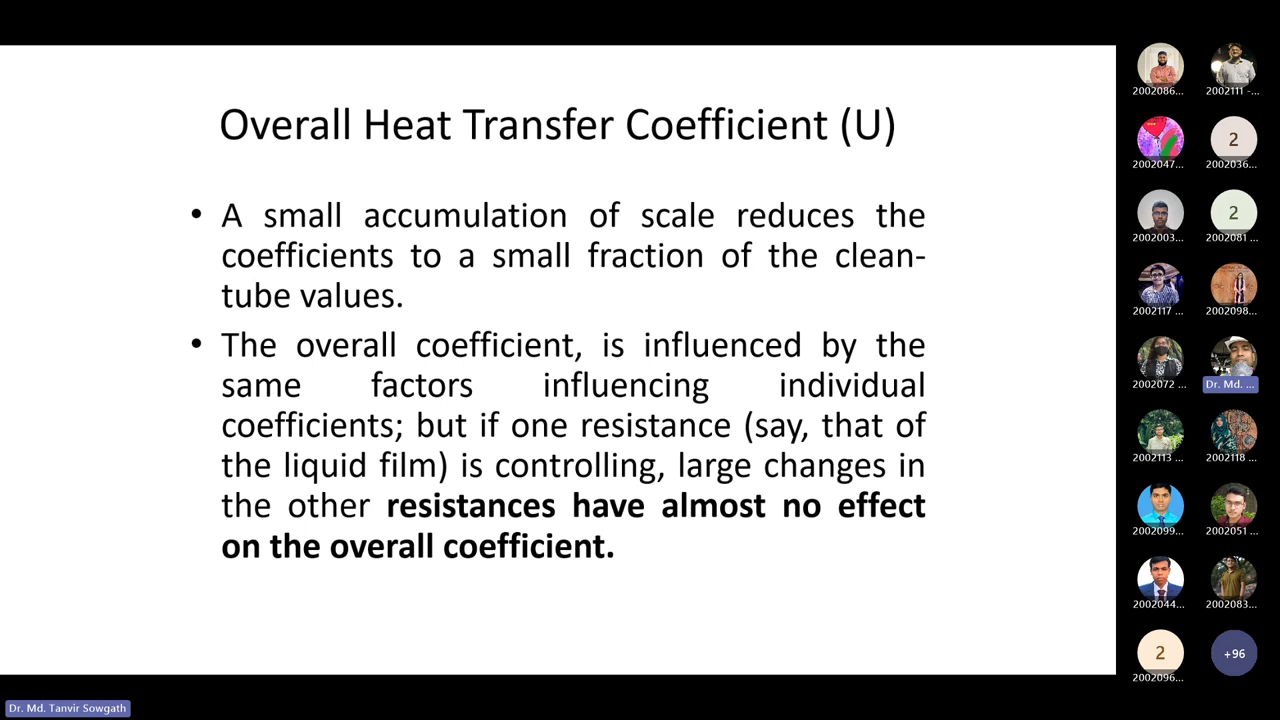 Overall Heat Transfer Coefficient (U)
• A small accumulation of scale reduces the
coefficients to a small fraction of the clean-
tube values.
• The overall coefficient, is influenced by the
same factors influencing individual
coefficients; but if one resistance (say, that of
the liquid film) is controlling, large changes in
the other resistances have almost no effect
on the overall coefficient.
2002086...
2002111 -...
2002047...
2
2002036...
2002003...
2
2002081 ...
2002117 ...
2002098...
2002072 ...
Dr. Md. ...
2002113 ...
2002118 ...
2002099...
2002051 ...
2002044...
2002083...
2
2002096...
+96
Dr. Md. Tanvir Sowgath